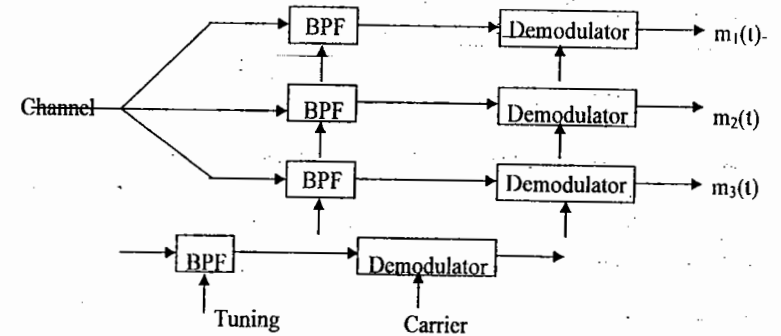 BPF Demodulator m₁(t)-
Channel BPF Demodulator m₂(t)
BPF Demodulator m₃(t)
BPF Demodulator
Tuning Carrier